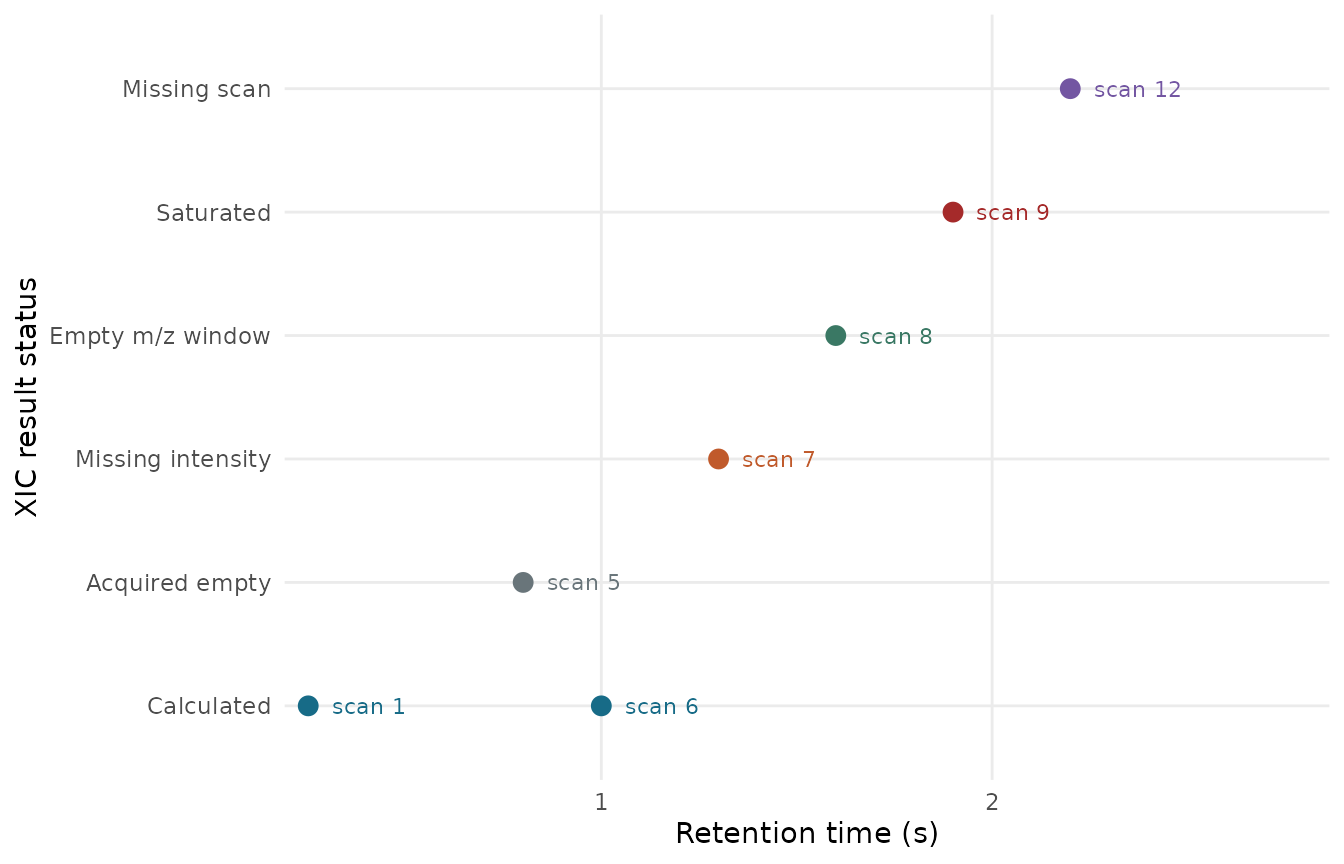 Missing scan
scan 12
Saturated
scan 9
Empty m/z window
scan 8
Missing intensity
scan 7
Acquired empty
scan 5
Calculated
scan 1
scan 6
1
2
Retention time (s)
XIC result status